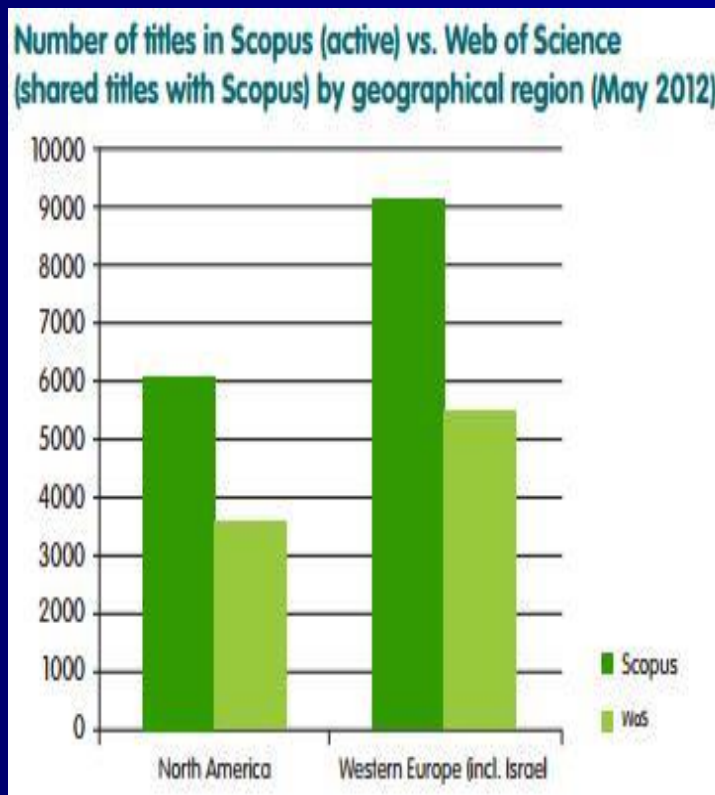 Number of titles in Scopus (active) vs. Web of Science
(shared titles with Scopus) by geographical region (May 2012)
10000
9000
8000
7000
6000
5000
4000
3000
2000
1000
0
North America
Western Europe (incl. Israel
Scopus
WoS